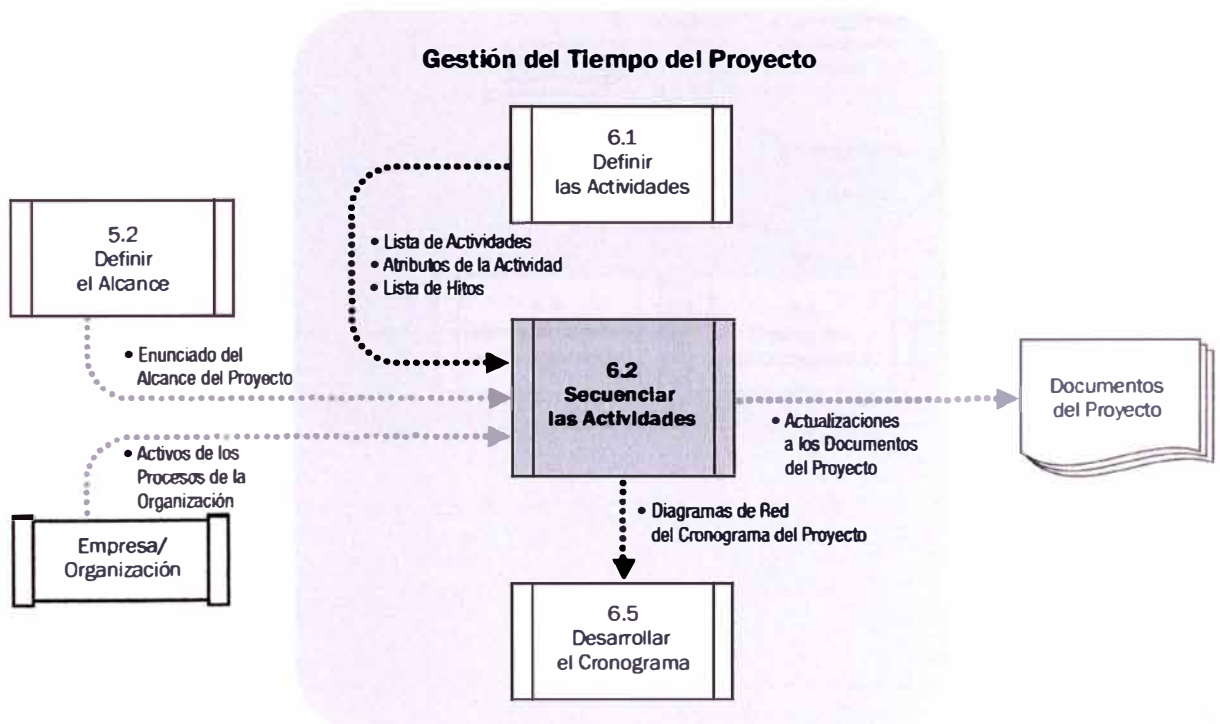 Gestión del Tiempo del Proyecto
6.1
Definir
las Actividades
5.2
Definir
el Alcance
• Lista de Actividades
• Atributos de la Actividad
• Lista de Hitos
• Enunciado del
Alcance del Proyecto
6.2
Secuenciar
las Actividades
Documentos
del Proyecto
• Actualizaciones
a los Documentos
del Proyecto
• Activos de los
Procesos de la
Organización
• Diagramas de Red
del Cronograma del Proyecto
Empresa/
Organización
6.5
Desarrollar
el Cronograma